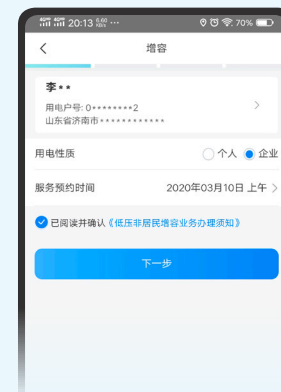 20:13 ... 70%
增容
李**
用电户号: 0********2
山东省济南市************
用电性质 个人 企业
服务预约时间 2020年03月10日 上午
已阅读并确认《低压非居民增容业务办理须知》
下一步